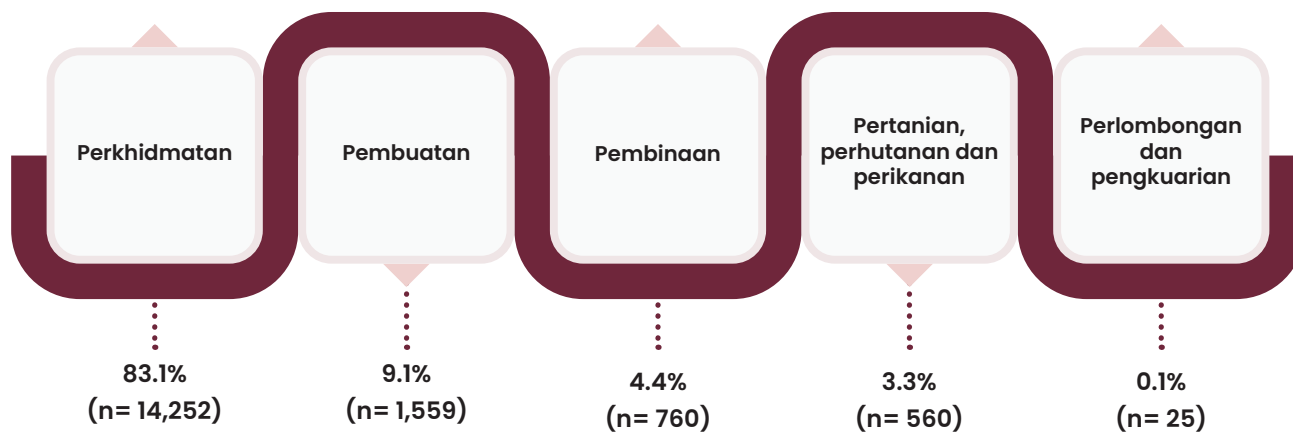 Perkhidmatan
Pembuatan
Pembinaan
Pertanian,
perhutanan dan
perikanan
Perlombongan
dan
pengkuarian
83.1%
(n= 14,252)
9.1%
(n= 1,559)
4.4%
(n= 760)
3.3%
(n= 560)
0.1%
(n= 25)